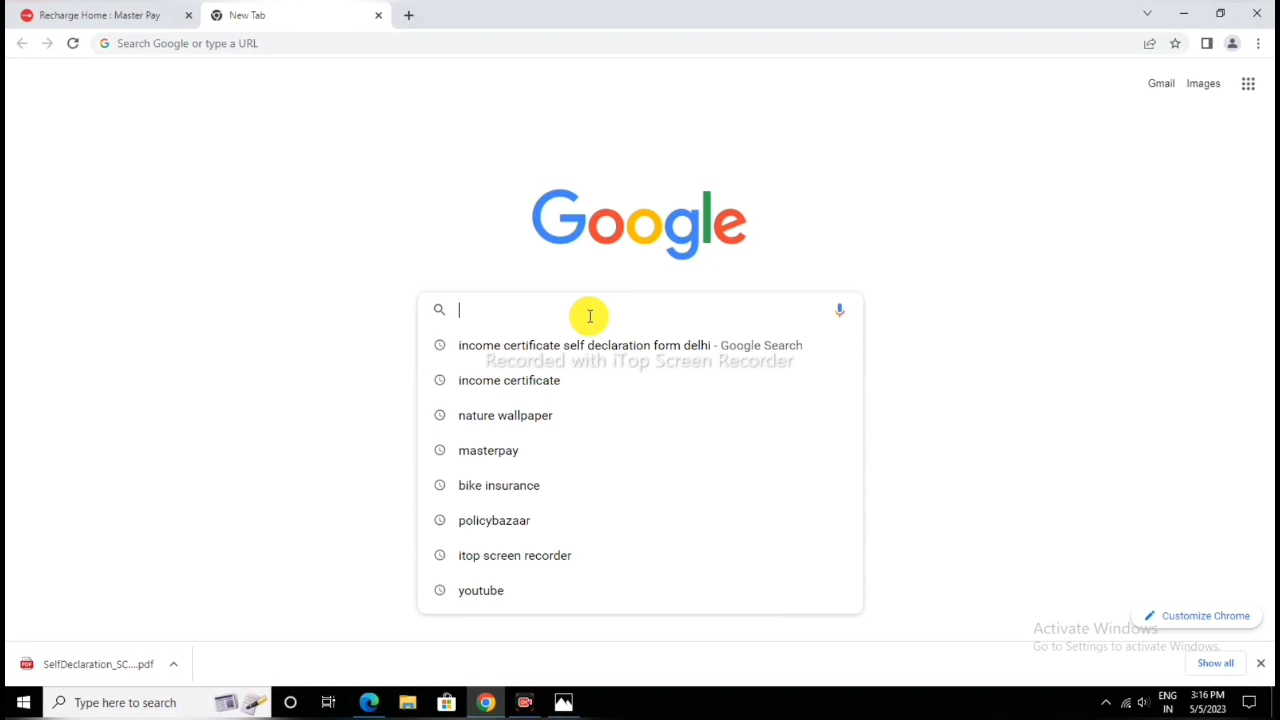 Recharge Home : Master Pay
New Tab
Search Google or type a URL
Gmail Images
Google
income certificate self declaration form delhi - Google Search
Recorded with iTop Screen Recorder
income certificate
nature wallpaper
masterpay
bike insurance
policybazaar
itop screen recorder
youtube
Customize Chrome
Activate Windows
Go to Settings to activate Windows.
PDF
SelfDeclaration_SC....pdf
Show all
Type here to search
ENG
IN
3:16 PM
5/5/2023